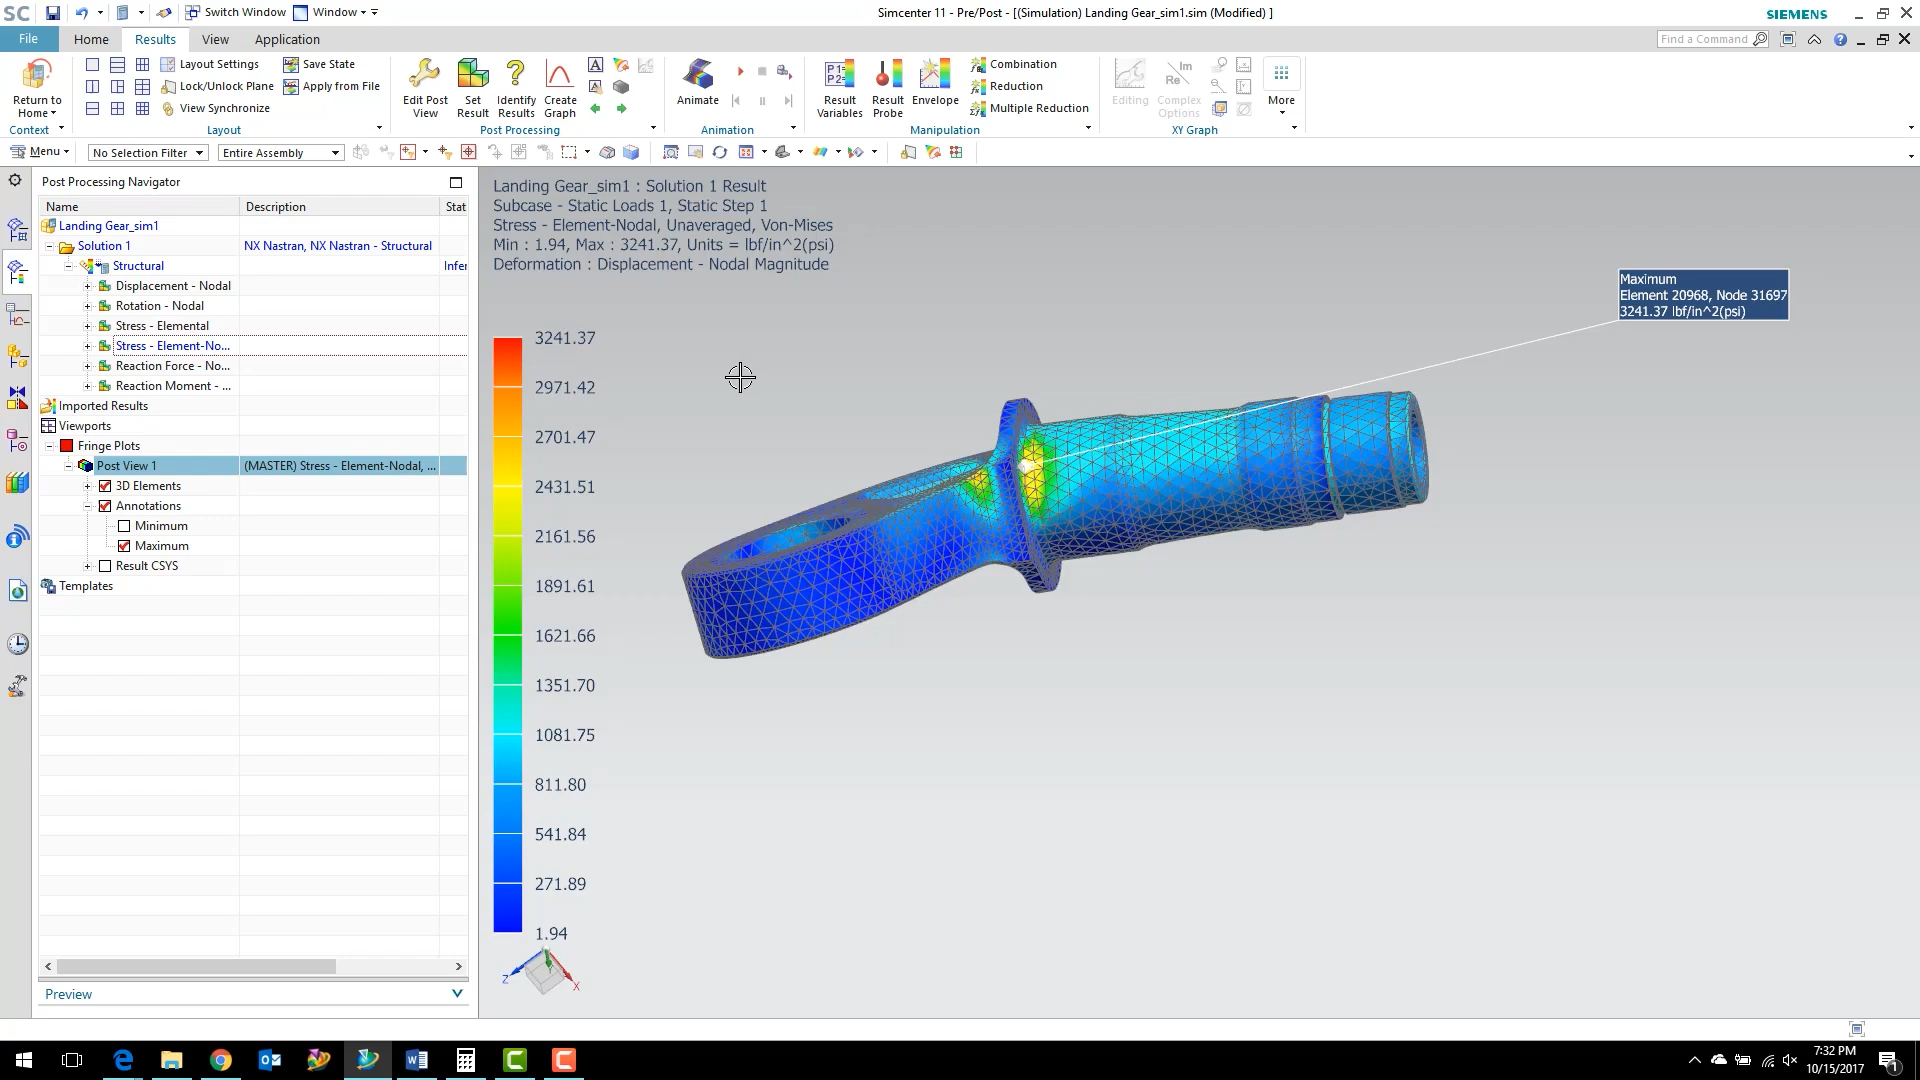 SC Switch Window Window Simcenter 11 - Pre/Post - [(Simulation) Landing Gear_sim1.sim (Modified) ] SIEMENS
File Home Results View Application Find a Command
Return to Home
Context
Layout Settings
Lock/Unlock Plane
View Synchronize
Save State
Apply from File
Layout
Edit Post View
Set Result
Identify Results
Create Graph
Post Processing
Animate
Animation
Result Variables
Result Probe
Envelope
Combination
Reduction
Multiple Reduction
Manipulation
Editing
Complex Options
XY Graph
More
Menu No Selection Filter Entire Assembly
Post Processing Navigator
Name Description Stat
Landing Gear_sim1
Solution 1 NX Nastran, NX Nastran - Structural
Structural Infer
Displacement - Nodal
Rotation - Nodal
Stress - Elemental
Stress - Element-No...
Reaction Force - No...
Reaction Moment - ...
Imported Results
Viewports
Fringe Plots
Post View 1 (MASTER) Stress - Element-Nodal, ...
3D Elements
Annotations
Minimum
Maximum
Result CSYS
Templates
Preview
Landing Gear_sim1 : Solution 1 Result
Subcase - Static Loads 1, Static Step 1
Stress - Element-Nodal, Unaveraged, Von-Mises
Min : 1.94, Max : 3241.37, Units = lbf/in^2(psi)
Deformation : Displacement - Nodal Magnitude
Maximum
Element 20968, Node 31697
3241.37 lbf/in^2(psi)
3241.37
2971.42
2701.47
2431.51
2161.56
1891.61
1621.66
1351.70
1081.75
811.80
541.84
271.89
1.94
Z X
7:32 PM
10/15/2017